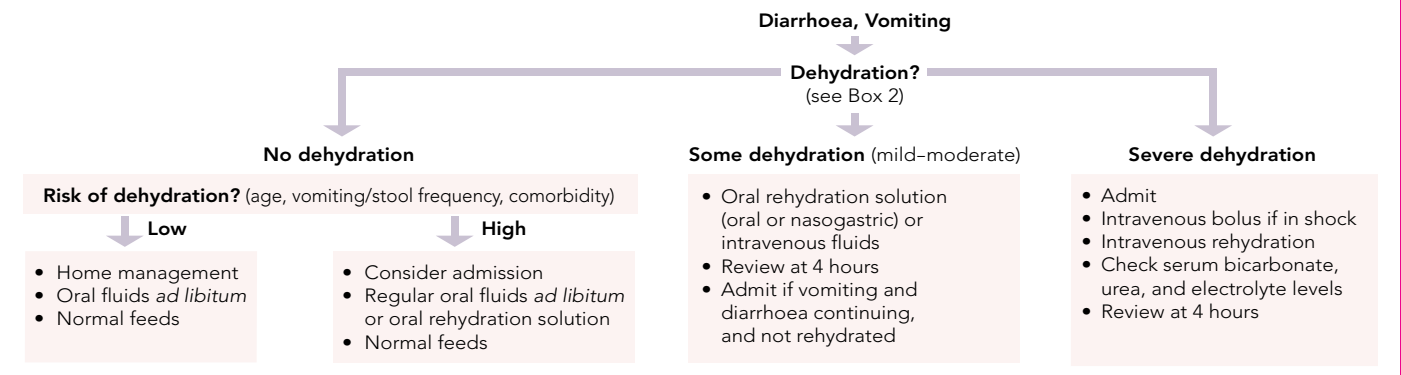 Diarrhoea, Vomiting
Dehydration?
(see Box 2)
No dehydration
Risk of dehydration? (age, vomiting/stool frequency, comorbidity)
Low
• Home management
• Oral fluids ad libitum
• Normal feeds
High
• Consider admission
• Regular oral fluids ad libitum
or oral rehydration solution
• Normal feeds
Some dehydration (mild–moderate)
• Oral rehydration solution
(oral or nasogastric) or
intravenous fluids
• Review at 4 hours
• Admit if vomiting and
diarrhoea continuing,
and not rehydrated
Severe dehydration
• Admit
• Intravenous bolus if in shock
• Intravenous rehydration
• Check serum bicarbonate,
urea, and electrolyte levels
• Review at 4 hours